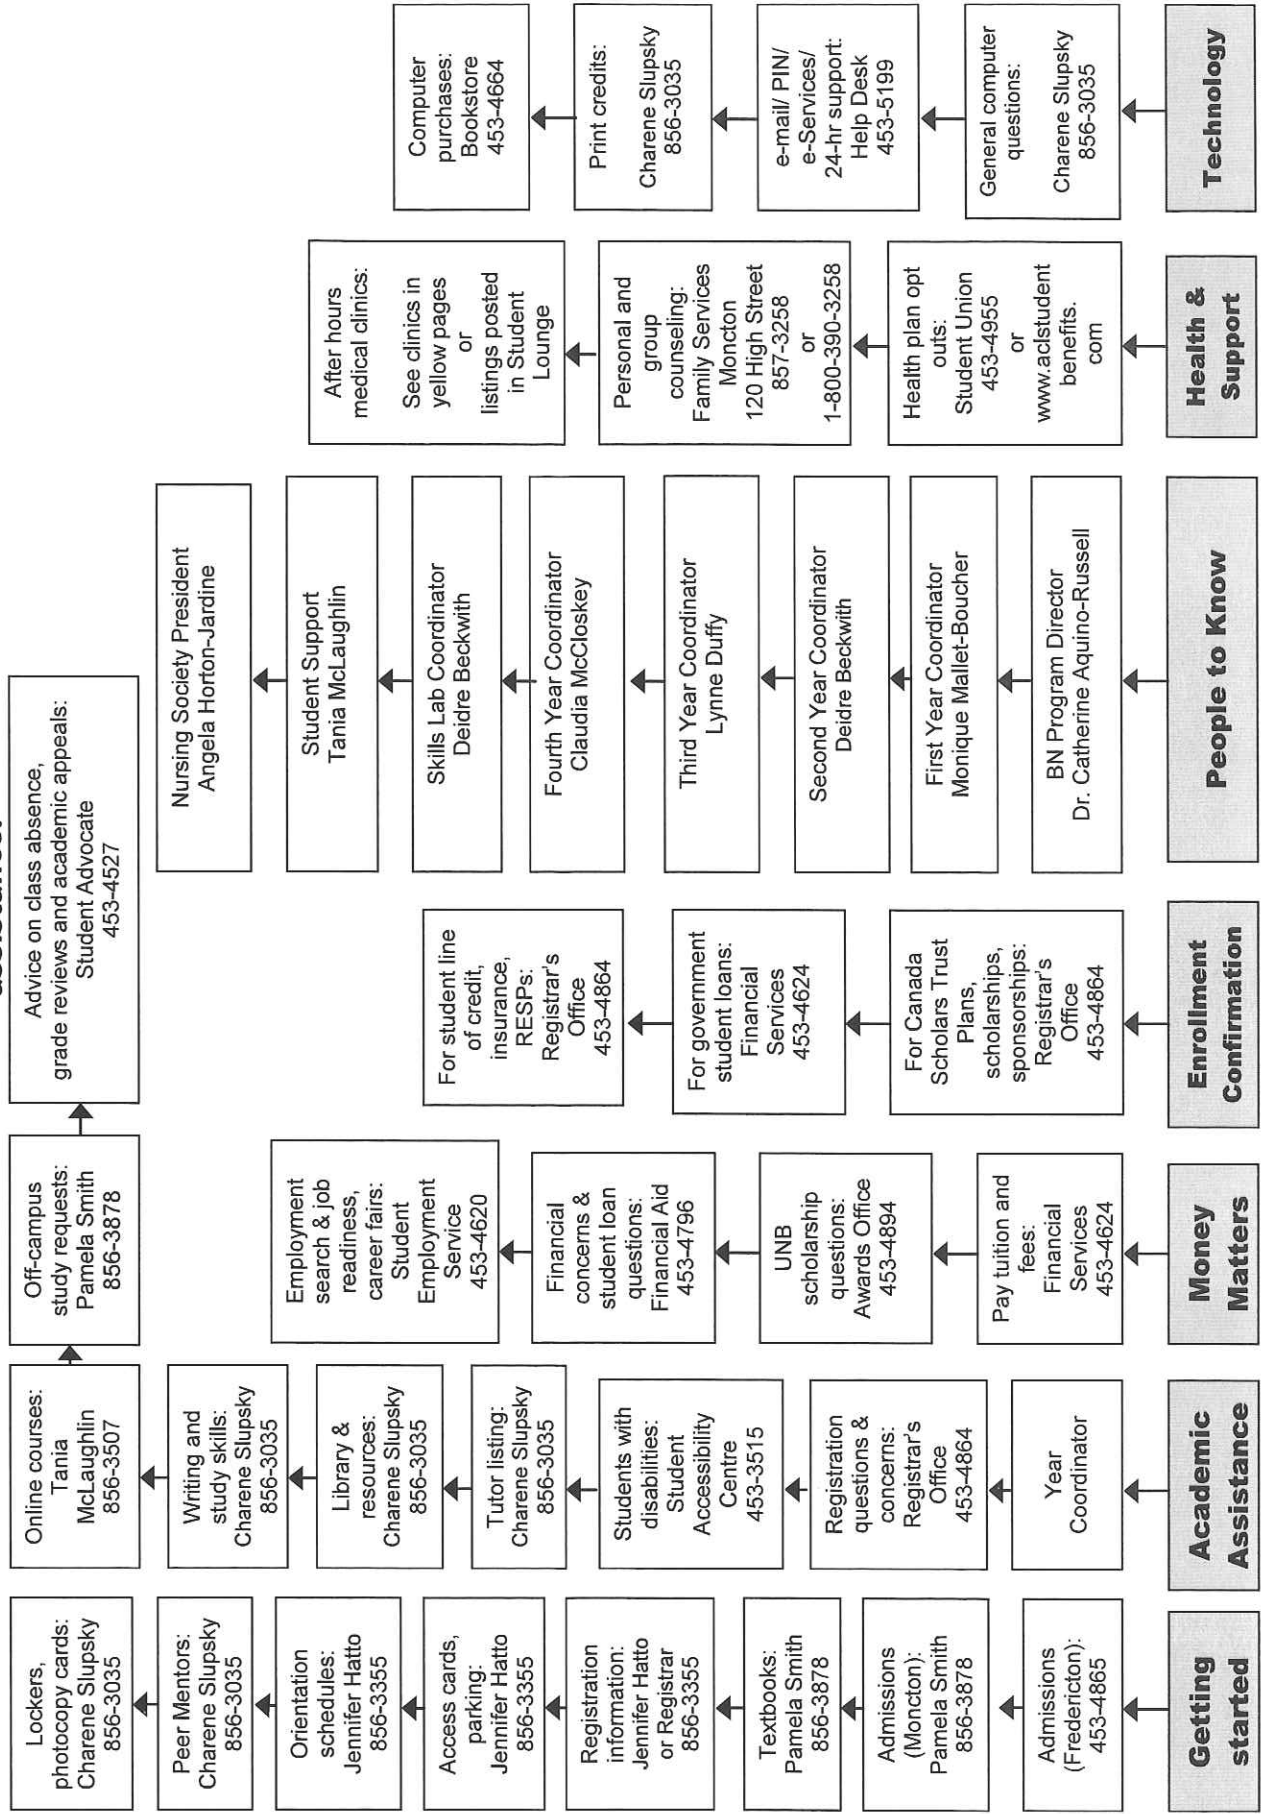 assistance.
Lockers,
photocopy cards:
Charene Slupsky
856-3035
Peer Mentors:
Charene Slupsky
856-3035
Orientation
schedules:
Jennifer Hatto
856-3355
Access cards,
parking:
Jennifer Hatto
856-3355
Registration
information:
Jennifer Hatto
or Registrar
856-3355
Textbooks:
Pamela Smith
856-3878
Admissions
(Moncton):
Pamela Smith
856-3878
Admissions
(Fredericton):
453-4865
Getting
started
Online courses:
Tania
McLaughlin
856-3507
Writing and
study skills:
Charene Slupsky
856-3035
Library &
resources:
Charene Slupsky
856-3035
Tutor listing:
Charene Slupsky
856-3035
Students with
disabilities:
Student
Accessibility
Centre
453-3515
Registration
questions &
concerns:
Registrar's
Office
453-4864
Year
Coordinator
Academic
Assistance
Off-campus
study requests:
Pamela Smith
856-3878
Advice on class absence,
grade reviews and academic appeals:
Student Advocate
453-4527
Employment
search & job
readiness,
career fairs:
Student
Employment
Service
453-4620
Financial
concerns &
student loan
questions:
Financial Aid
453-4796
UNB
scholarship
questions:
Awards Office
453-4894
Pay tuition and
fees:
Financial
Services
453-4624
Money
Matters
For student line
of credit,
insurance,
RESPs:
Registrar's
Office
453-4864
For government
student loans:
Financial
Services
453-4624
For Canada
Scholars Trust
Plans,
scholarships,
sponsorships:
Registrar's
Office
453-4864
Enrollment
Confirmation
Nursing Society President
Angela Horton-Jardine
Student Support
Tania McLaughlin
Skills Lab Coordinator
Deidre Beckwith
Fourth Year Coordinator
Claudia McCloskey
Third Year Coordinator
Lynne Duffy
Second Year Coordinator
Deidre Beckwith
First Year Coordinator
Monique Mallet-Boucher
BN Program Director
Dr. Catherine Aquino-Russell
People to Know
After hours
medical clinics:
See clinics in
yellow pages
or
listings posted
in Student
Lounge
Personal and
group
counseling:
Family Services
Moncton
120 High Street
857-3258
or
1-800-390-3258
Health plan opt
outs:
Student Union
453-4955
or
www.aclstudent
benefits.
com
Health &
Support
Computer
purchases:
Bookstore
453-4664
Print credits:
Charene Slupsky
856-3035
e-mail/ PIN/
e-Services/
24-hr support:
Help Desk
453-5199
General computer
questions:
Charene Slupsky
856-3035
Technology